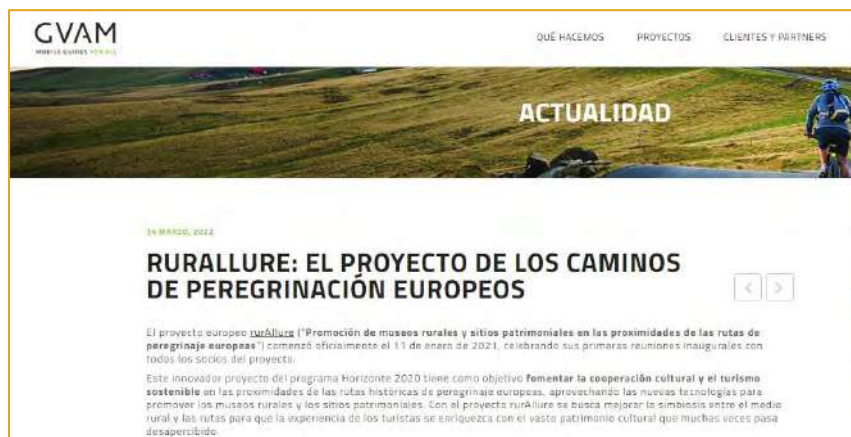 GVAM
MOBILE GUIDES FOR ALL
QUÉ HACEMOS PROYECTOS CLIENTES Y PARTNERS
ACTUALIDAD
14 MARZO, 2022
RURALLURE: EL PROYECTO DE LOS CAMINOS
DE PEREGRINACIÓN EUROPEOS
El proyecto europeo rurAllure ("Promoción de museos rurales y sitios patrimoniales en las proximidades de las rutas de
peregrinaje europeas") comenzó oficialmente el 11 de enero de 2021, celebrando sus primeras reuniones inaugurales con
todos los socios del proyecto.
Este innovador proyecto del programa Horizonte 2020 tiene como objetivo fomentar la cooperación cultural y el turismo
sostenible en las proximidades de las rutas históricas de peregrinaje europeas, aprovechando las nuevas tecnologías para
promover los museos rurales y los sitios patrimoniales. Con el proyecto rurAllure se busca mejorar la simbiosis entre el medio
rural y las rutas para que la experiencia de los turistas se enriquezca con el vasto patrimonio cultural que muchas veces pasa
desapercibido.